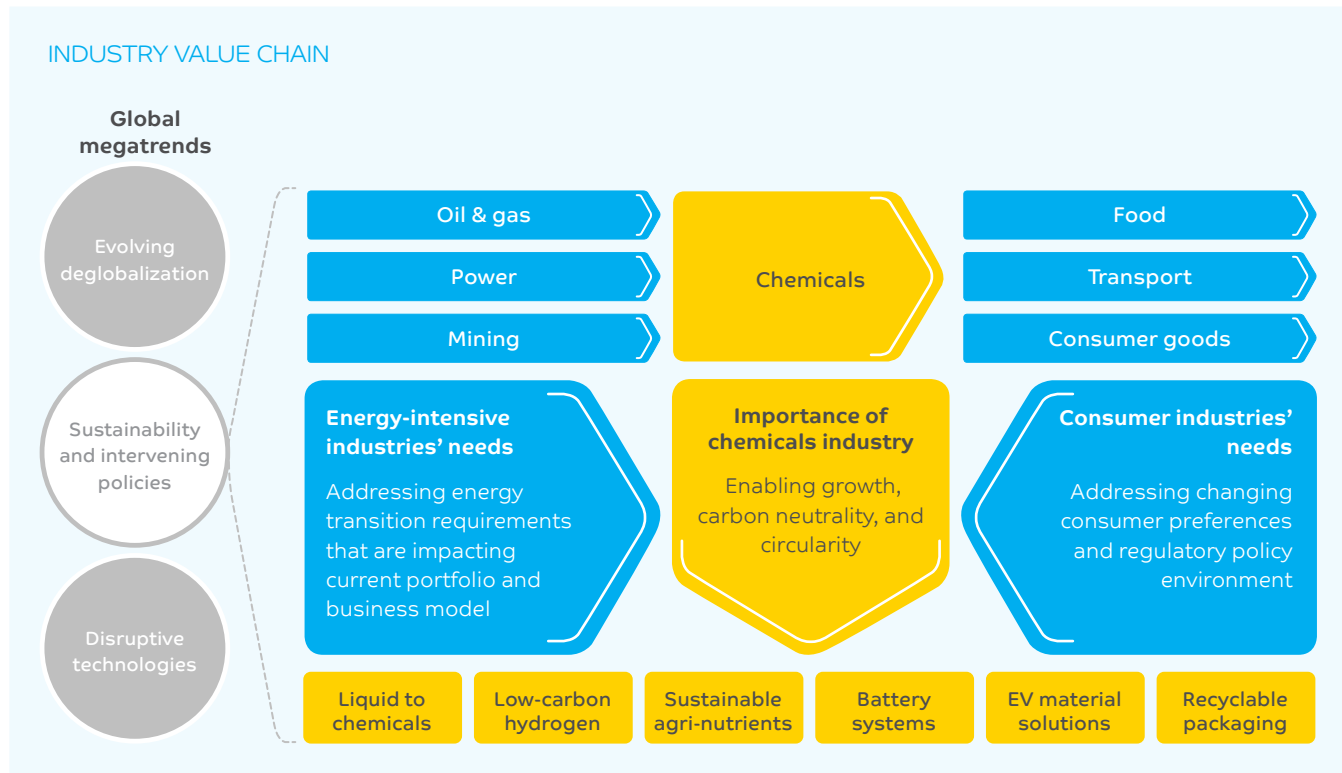 INDUSTRY VALUE CHAIN
Global
megatrends
Evolving
deglobalization
Sustainability
and intervening
policies
Disruptive
technologies
Oil & gas
Power
Mining
Chemicals
Food
Transport
Consumer goods
Energy-intensive
industries’ needs
Addressing energy
transition requirements
that are impacting
current portfolio and
business model
Importance of
chemicals industry
Enabling growth,
carbon neutrality, and
circularity
Consumer industries’
needs
Addressing changing
consumer preferences
and regulatory policy
environment
Liquid to
chemicals
Low-carbon
hydrogen
Sustainable
agri-nutrients
Battery
systems
EV material
solutions
Recyclable
packaging